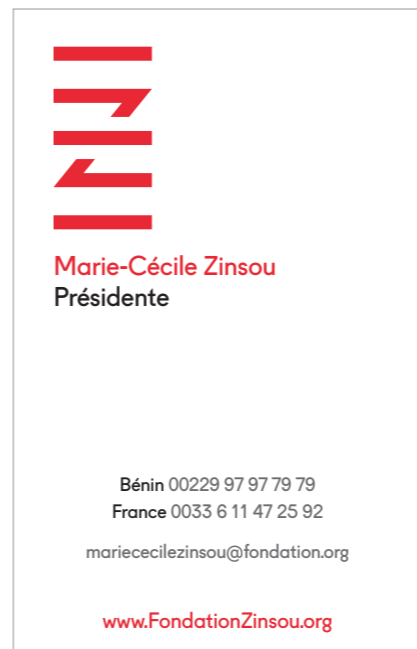 Marie-Cécile Zinsou
Présidente
Bénin 00229 97 97 79 79
France 0033 6 11 47 25 92
mariececilezinsou@fondation.org
www.FondationZinsou.org